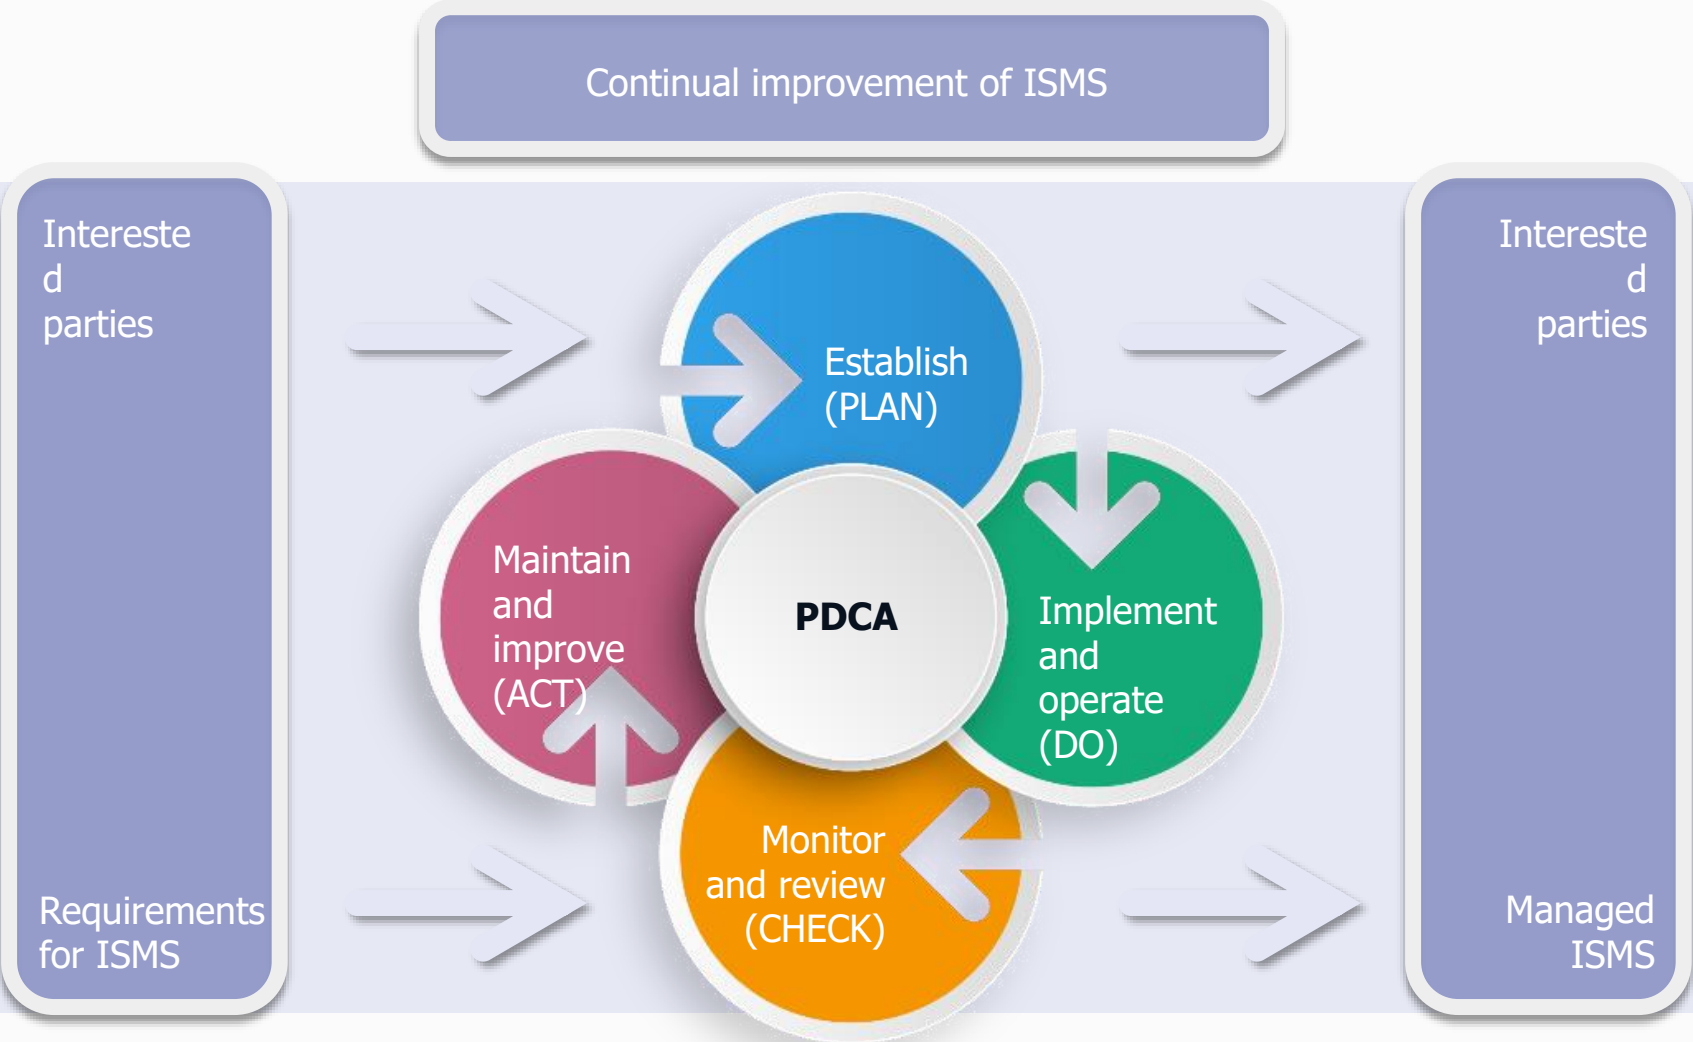 Continual improvement of ISMS
Intereste
d
parties
Requirements
for ISMS
Establish
(PLAN)
Maintain
and
improve
(ACT)
PDCA
Implement
and
operate
(DO)
Monitor
and review
(CHECK)
Intereste
d
parties
Managed
ISMS